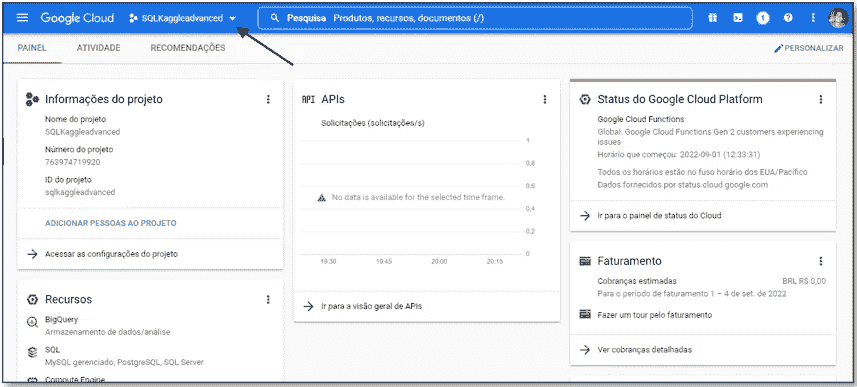 Google Cloud
SQLKaggleadvanced
Pesquisa Produtos, recursos, documentos (/)
1
PAINEL
ATIVIDADE
RECOMENDAÇÕES
PERSONALIZAR
Informações do projeto
Nome do projeto
SQLKaggleadvanced
Número do projeto
763974719920
ID do projeto
sqlkaggleadvanced
ADICIONAR PESSOAS AO PROJETO
Acessar as configurações do projeto
Recursos
BigQuery
Armazenamento de dados/análise
SQL
MySQL gerenciado, PostgreSQL, SQL Server
Compute Engine
API APIs
Solicitações (solicitações/s)
1
0,8
0,6
No data is available for the selected time frame.
0,4
0,2
0
19:30 19:45 20:00 20:15
Ir para a visão geral de APIs
Status do Google Cloud Platform
Google Cloud Functions
Global: Google Cloud Functions Gen 2 customers experiencing
issues
Horário que começou: 2022-09-01 (12:33:31)
Todos os horários estão no fuso horário dos EUA/Pacífico
Dados fornecidos por status.cloud.google.com
Ir para o painel de status do Cloud
Faturamento
Cobranças estimadas BRL R$ 0,00
Para o período de faturamento 1 – 4 de set. de 2022
Fazer um tour pelo faturamento
Ver cobranças detalhadas